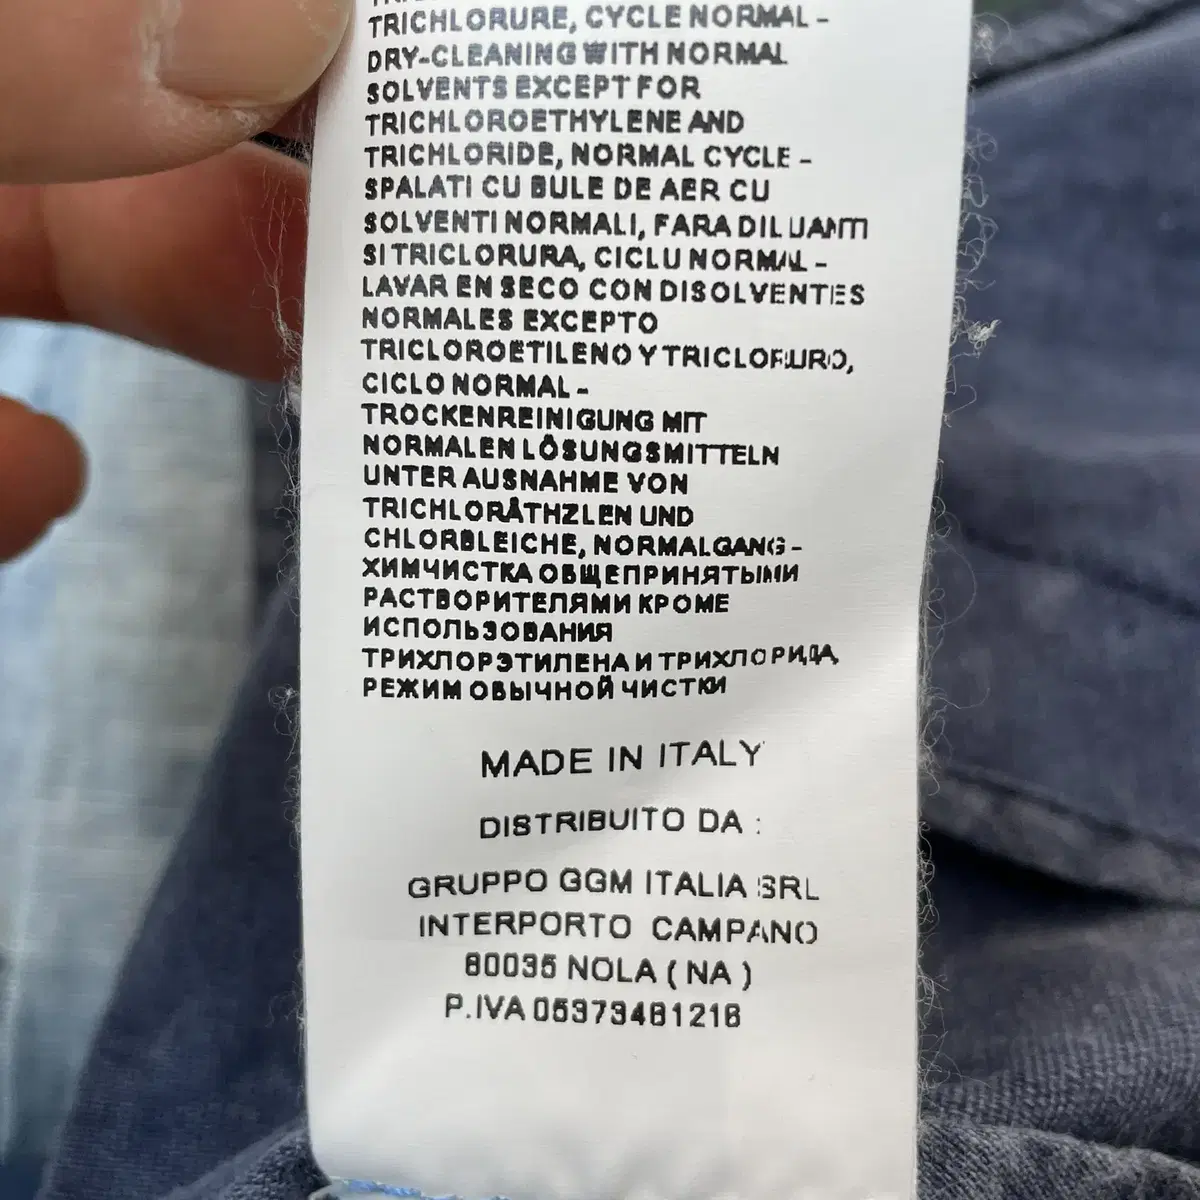 TRICHLORURE, CYCLE NORMAL -
DRY-CLEANING WITH NORMAL
SOLVENTS EXCEPT FOR
TRICHLOROETHYLENE AND
TRICHLORIDE, NORMAL CYCLE -
SPALATI CU BULE DE AER CU
SOLVENTI NORMALI, FARA DILUANTI
SI TRICLORURA, CICLU NORMAL -
LAVAR EN SECO CON DISOLVENTES
NORMALES EXCEPTO
TRICLOROETILENO Y TRICLORURO,
CICLO NORMAL -
TROCKENREINIGUNG MIT
NORMALEN LÖSUNGSMITTELN
UNTER AUSNAHME VON
TRICHLORÄTHZLEN UND
CHLORBLEICHE, NORMALGANG -
ХИМЧИСТКА ОБЩЕПРИНЯТЫМИ
РАСТВОРИТЕЛЯМИ КРОМЕ
ИСПОЛЬЗОВАНИЯ
ТРИХЛОРЭТИЛЕНА И ТРИХЛОРИДА,
РЕЖИМ ОБЫЧНОЙ ЧИСТКИ
MADE IN ITALY
DISTRIBUITO DA :
GRUPPO GGM ITALIA SRL
INTERPORTO CAMPANO
80035 NOLA ( NA )
P.IVA